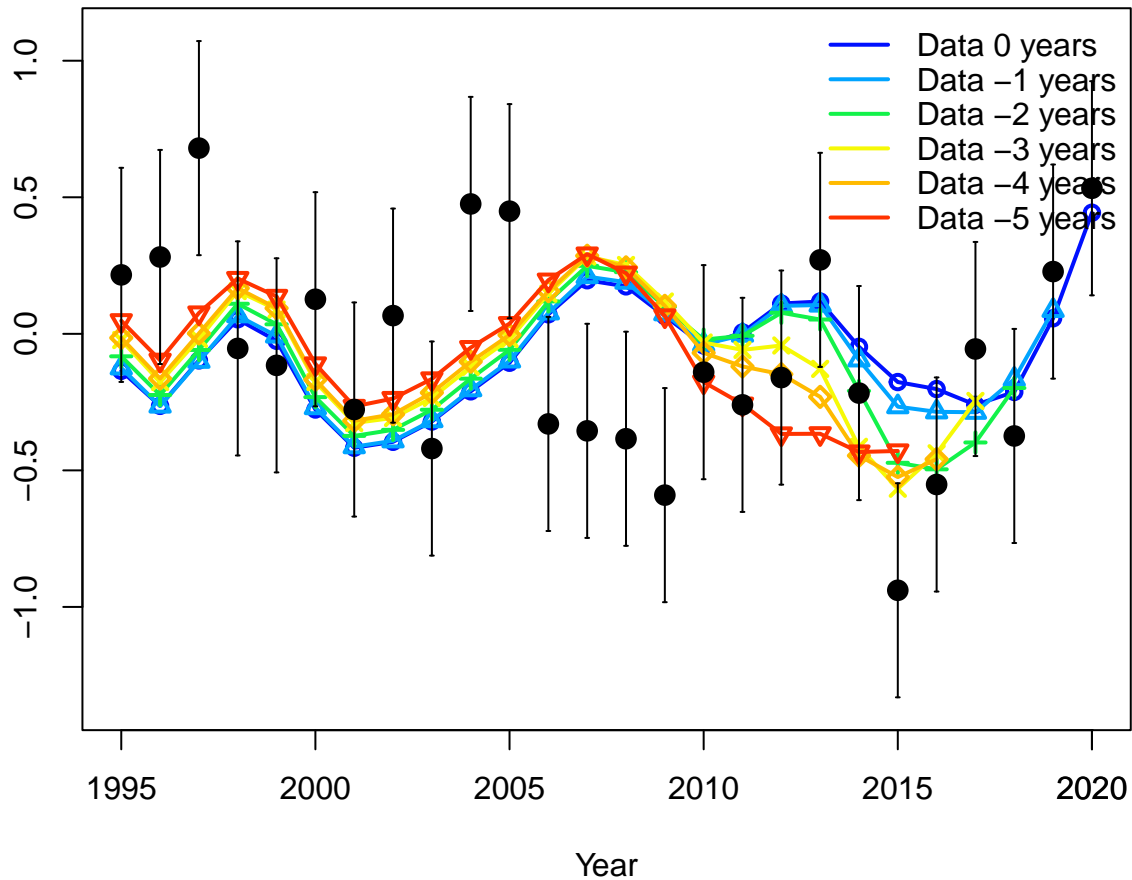 Data 0 years
Data −1 years
Data −2 years
Data −3 years
Data −4 years
Data −5 years
1.0
0.5
0.0
−0.5
−1.0
1995 2000 2005 2010 2015 2020
Year